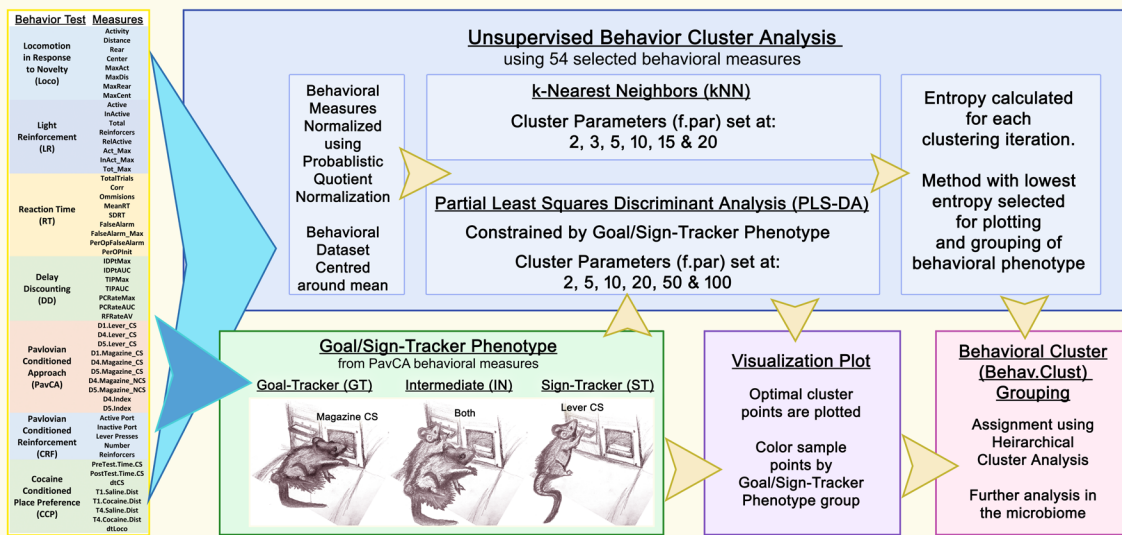 Behavior Test Measures
Locomotion
in Response
to Novelty
(Loco)
Activity
Distance
Rear
Center
MaxAct
MaxDis
MaxRear
MaxCent
Light
Reinforcement
(LR)
Active
InActive
Total
Reinforcers
RelActive
Act_Max
InAct_Max
Tot_Max
Reaction Time
(RT)
TotalTrials
Corr
Ommisions
MeanRT
SDRT
FalseAlarm
FalseAlarm_Max
PerOpFalseAlarm
PerOPInit
Delay
Discounting
(DD)
IDPtMax
IDPtAUC
TIPMax
TIPAUC
PCRateMax
PCRateAUC
RFRateAV
Pavlovian
Conditioned
Approach
(PavCA)
D1.Lever_CS
D4.Lever_CS
D5.Lever_CS
D1.Magazine_CS
D4.Magazine_CS
D5.Magazine_CS
D4.Magazine_NCS
D5.Magazine_NCS
D4.Index
D5.Index
Pavlovian
Conditioned
Reinforcement
(CRF)
Active Port
Inactive Port
Lever Presses
Number
Reinforcers
Cocaine
Conditioned
Place Preference
(CCP)
PreTest.Time.CS
PostTest.Time.CS
dtCS
T1.Saline.Dist
T1.Cocaine.Dist
T4.Saline.Dist
T4.Cocaine.Dist
dtLoco
Unsupervised Behavior Cluster Analysis
using 54 selected behavioral measures
Behavioral
Measures
Normalized
using
Probablistic
Quotient
Normalization
Behavioral
Dataset
Centred
around mean
k-Nearest Neighbors (kNN)
Cluster Parameters (f.par) set at:
2, 3, 5, 10, 15 & 20
Partial Least Squares Discriminant Analysis (PLS-DA)
Constrained by Goal/Sign-Tracker Phenotype
Cluster Parameters (f.par) set at:
2, 5, 10, 20, 50 & 100
Entropy calculated
for each
clustering iteration.
Method with lowest
entropy selected
for plotting
and grouping of
behavioral phenotype
Goal/Sign-Tracker Phenotype
from PavCA behavioral measures
Goal-Tracker (GT) Intermediate (IN) Sign-Tracker (ST)
Magazine CS
Both
Lever CS
Visualization Plot
Optimal cluster
points are plotted
Color sample
points by
Goal/Sign-Tracker
Phenotype group
Behavioral Cluster
(Behav.Clust)
Grouping
Assignment using
Heirarchical
Cluster Analysis
Further analysis in
the microbiome